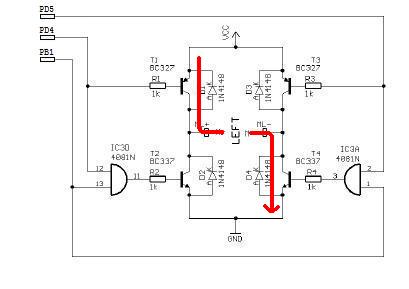 PD5
PD4
PB1
VCC
T1
BC327
T3
BC327
R1
1k
D1
1N4148
D3
1N4148
R3
1k
LEFT
ML-
IC3D
4081N
T2
BC337
T4
BC337
IC3A
4081N
12
13
11
R2
1k
D2
1N4148
D4
1N4148
R4
1k
3
2
1
A
A
A
A
GND